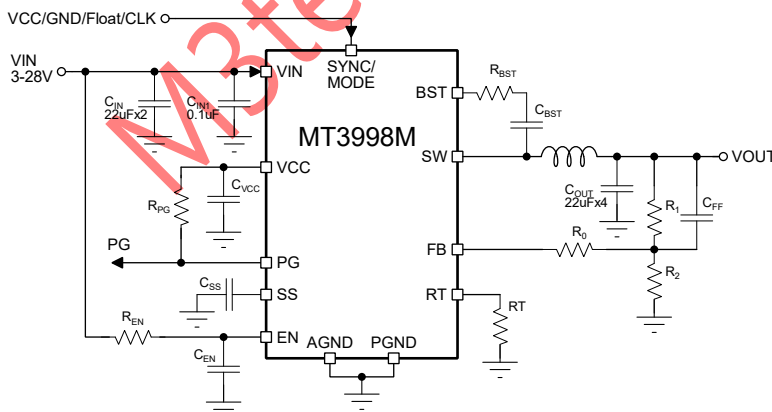 VCC/GND/Float/CLK
VIN
3-28V
VIN
SYNC/
MODE
BST
RBST
CBST
CIN
22uFx2
CIN1
0.1uF
MT3998M
SW
VOUT
VCC
CVCC
RPG
COUT
22uFx4
R1
CFF
PG
PG
FB
R0
R2
CSS
SS
RT
RT
REN
EN
CEN
AGND
PGND
M3te